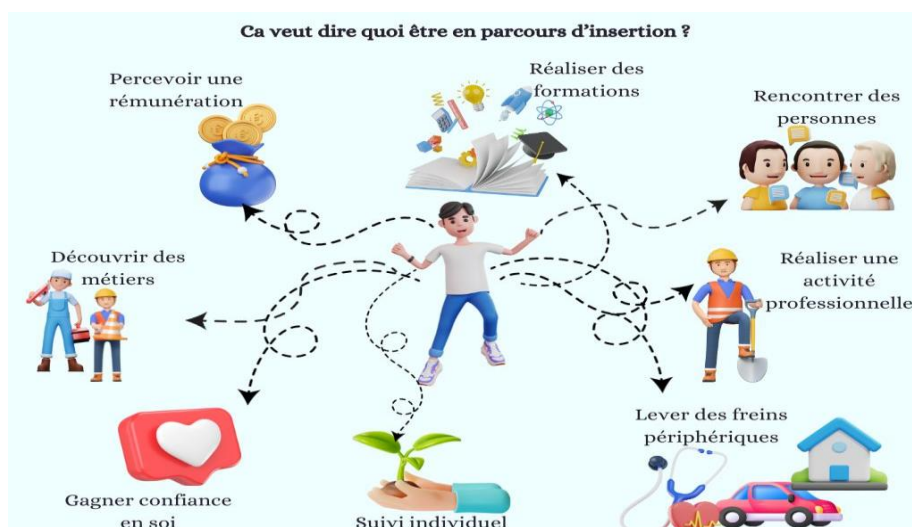 Ca veut dire quoi être en parcours d'insertion ?
Percevoir une
rémunération
Réaliser des
formations
Rencontrer des
personnes
Découvrir des
métiers
Réaliser une
activité
professionnelle
Gagner confiance
en soi
Suivi individuel
Lever des freins
périphériques